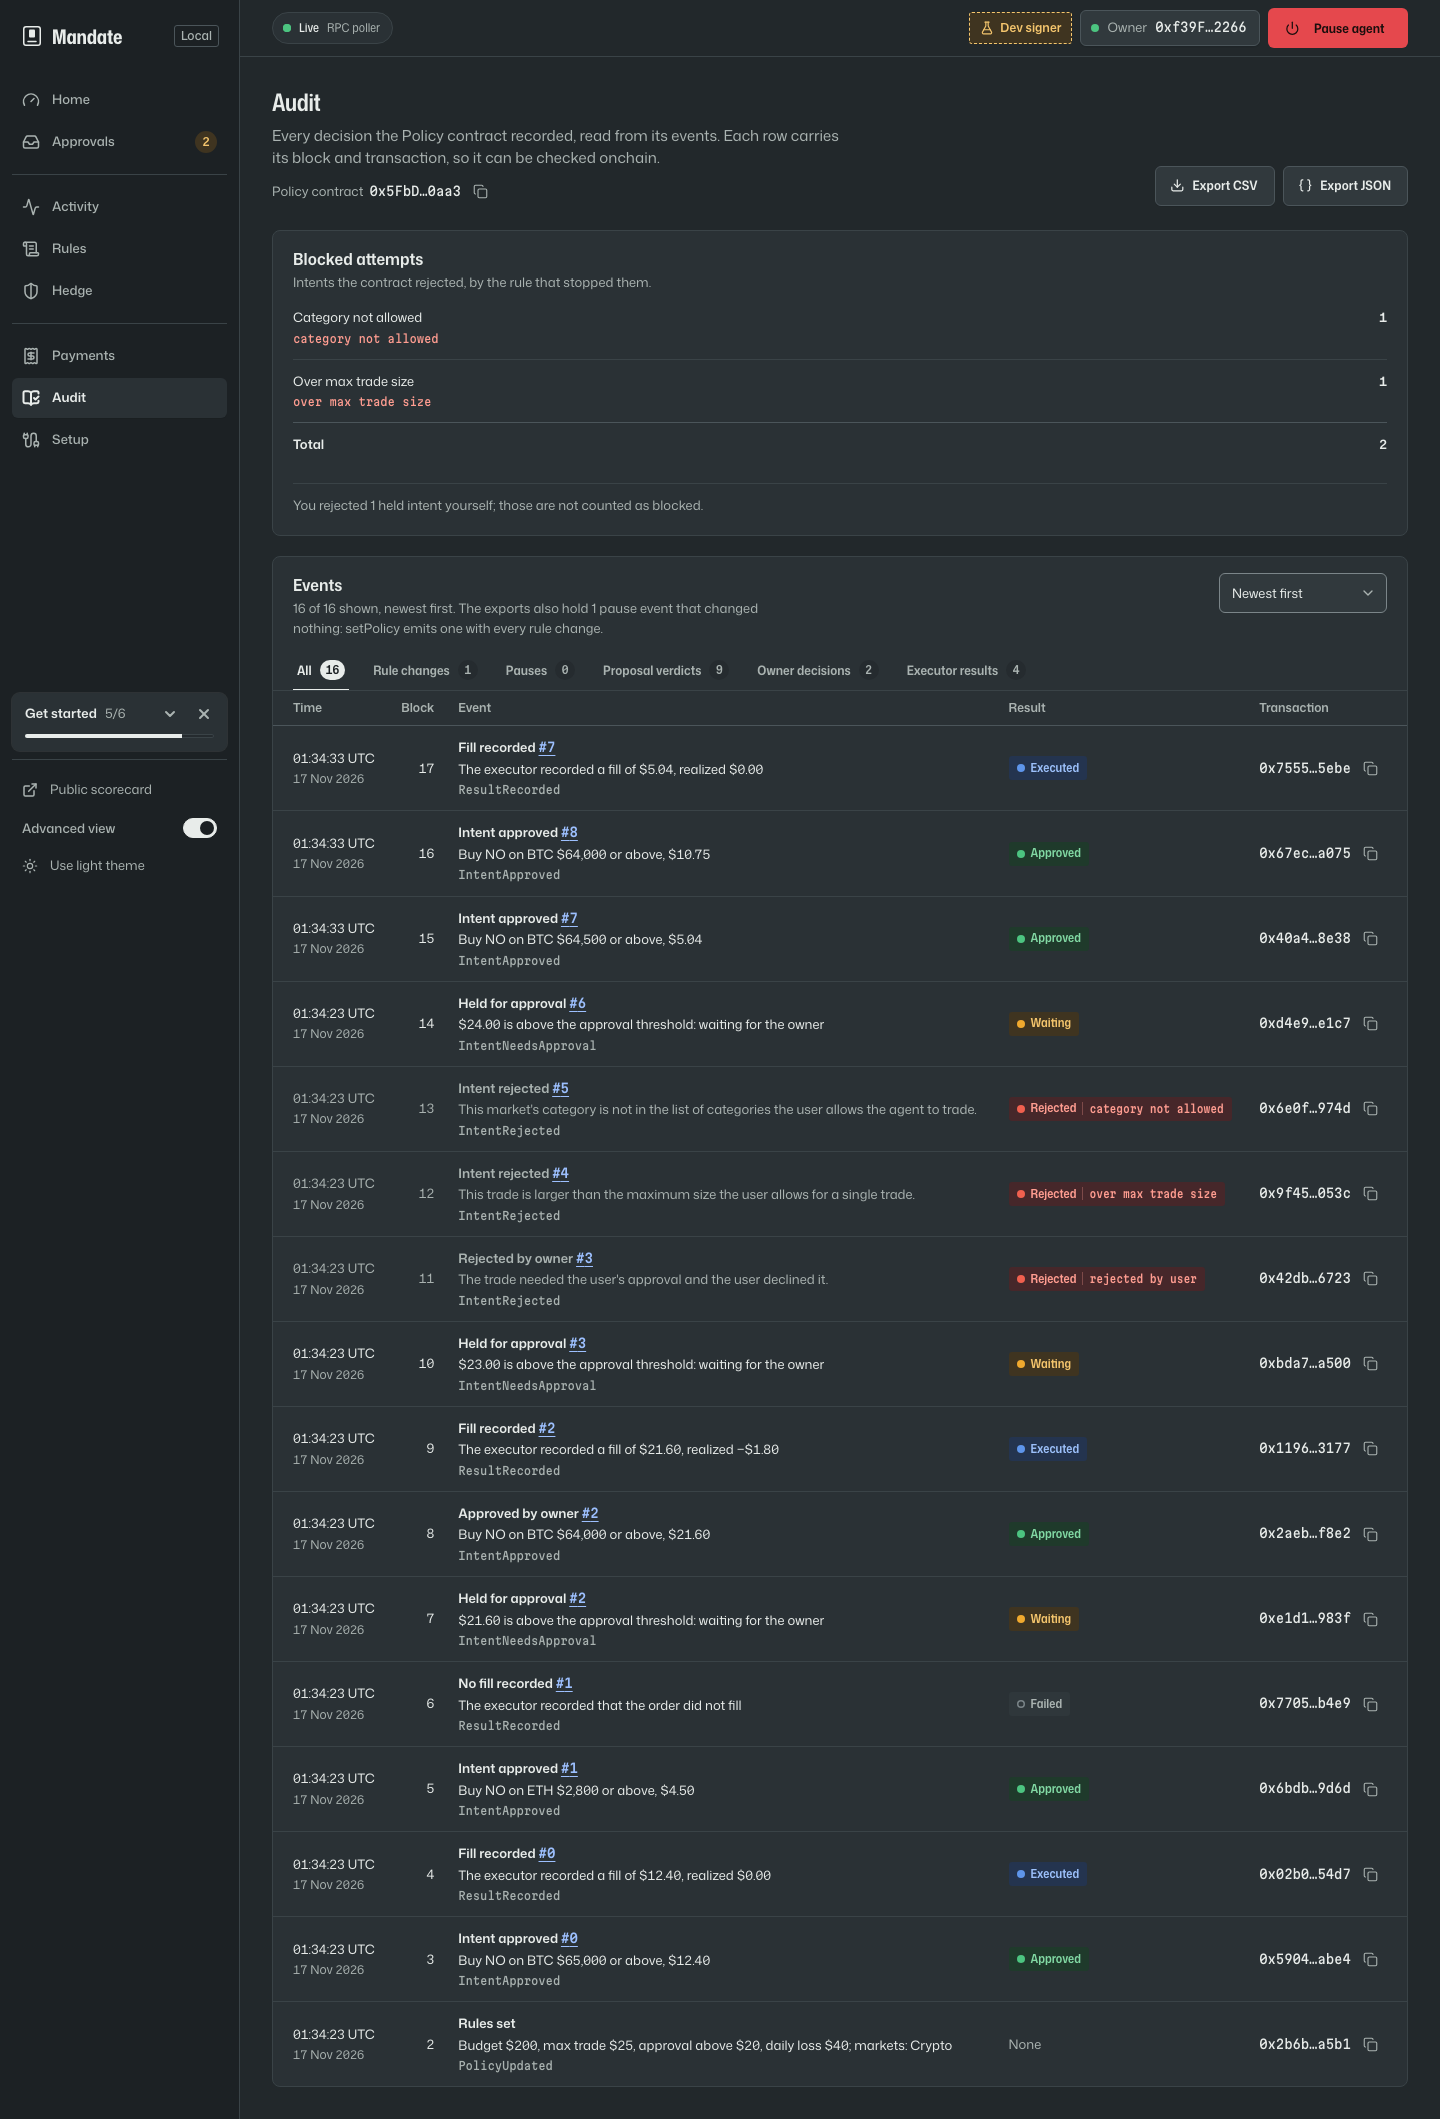 Mandate
Local
Home
Approvals 2
Activity
Rules
Hedge
Payments
Audit
Setup
Get started 5/6
Public scorecard
Advanced view
Use light theme
Live RPC poller
Dev signer
Owner 0xf39F…2266
Pause agent
Audit
Every decision the Policy contract recorded, read from its events. Each row carries
its block and transaction, so it can be checked onchain.
Policy contract 0x5FbD…0aa3
Export CSV
Export JSON
Blocked attempts
Intents the contract rejected, by the rule that stopped them.
Category not allowed 1
category not allowed
Over max trade size 1
over max trade size
Total 2
You rejected 1 held intent yourself; those are not counted as blocked.
Events
16 of 16 shown, newest first. The exports also hold 1 pause event that changed
nothing: setPolicy emits one with every rule change.
Newest first
All 16 Rule changes 1 Pauses 0 Proposal verdicts 9 Owner decisions 2 Executor results 4
Time Block Event Result Transaction
Fill recorded #7
01:34:33 UTC
17 Nov 2026
17
The executor recorded a fill of $5.04, realized $0.00
ResultRecorded
Executed
0x7555…5ebe
Intent approved #8
01:34:33 UTC
17 Nov 2026
16
Buy NO on BTC $64,000 or above, $10.75
IntentApproved
Approved
0x67ec…a075
Intent approved #7
01:34:33 UTC
17 Nov 2026
15
Buy NO on BTC $64,500 or above, $5.04
IntentApproved
Approved
0x40a4…8e38
Held for approval #6
01:34:23 UTC
17 Nov 2026
14
$24.00 is above the approval threshold: waiting for the owner
IntentNeedsApproval
Waiting
0xd4e9…e1c7
Intent rejected #5
01:34:23 UTC
17 Nov 2026
13
This market's category is not in the list of categories the user allows the agent to trade.
IntentRejected
Rejected | category not allowed
0x6e0f…974d
Intent rejected #4
01:34:23 UTC
17 Nov 2026
12
This trade is larger than the maximum size the user allows for a single trade.
IntentRejected
Rejected | over max trade size
0x9f45…053c
Rejected by owner #3
01:34:23 UTC
17 Nov 2026
11
The trade needed the user's approval and the user declined it.
IntentRejected
Rejected | rejected by user
0x42db…6723
Held for approval #3
01:34:23 UTC
17 Nov 2026
10
$23.00 is above the approval threshold: waiting for the owner
IntentNeedsApproval
Waiting
0xbda7…a500
Fill recorded #2
01:34:23 UTC
17 Nov 2026
9
The executor recorded a fill of $21.60, realized −$1.80
ResultRecorded
Executed
0x1196…3177
Approved by owner #2
01:34:23 UTC
17 Nov 2026
8
Buy NO on BTC $64,000 or above, $21.60
IntentApproved
Approved
0x2aeb…f8e2
Held for approval #2
01:34:23 UTC
17 Nov 2026
7
$21.60 is above the approval threshold: waiting for the owner
IntentNeedsApproval
Waiting
0xe1d1…983f
No fill recorded #1
01:34:23 UTC
17 Nov 2026
6
The executor recorded that the order did not fill
ResultRecorded
Failed
0x7705…b4e9
Intent approved #1
01:34:23 UTC
17 Nov 2026
5
Buy NO on ETH $2,800 or above, $4.50
IntentApproved
Approved
0x6bdb…9d6d
Fill recorded #0
01:34:23 UTC
17 Nov 2026
4
The executor recorded a fill of $12.40, realized $0.00
ResultRecorded
Executed
0x02b0…54d7
Intent approved #0
01:34:23 UTC
17 Nov 2026
3
Buy NO on BTC $65,000 or above, $12.40
IntentApproved
Approved
0x5904…abe4
Rules set
01:34:23 UTC
17 Nov 2026
2
Budget $200, max trade $25, approval above $20, daily loss $40; markets: Crypto
PolicyUpdated
None
0x2b6b…a5b1